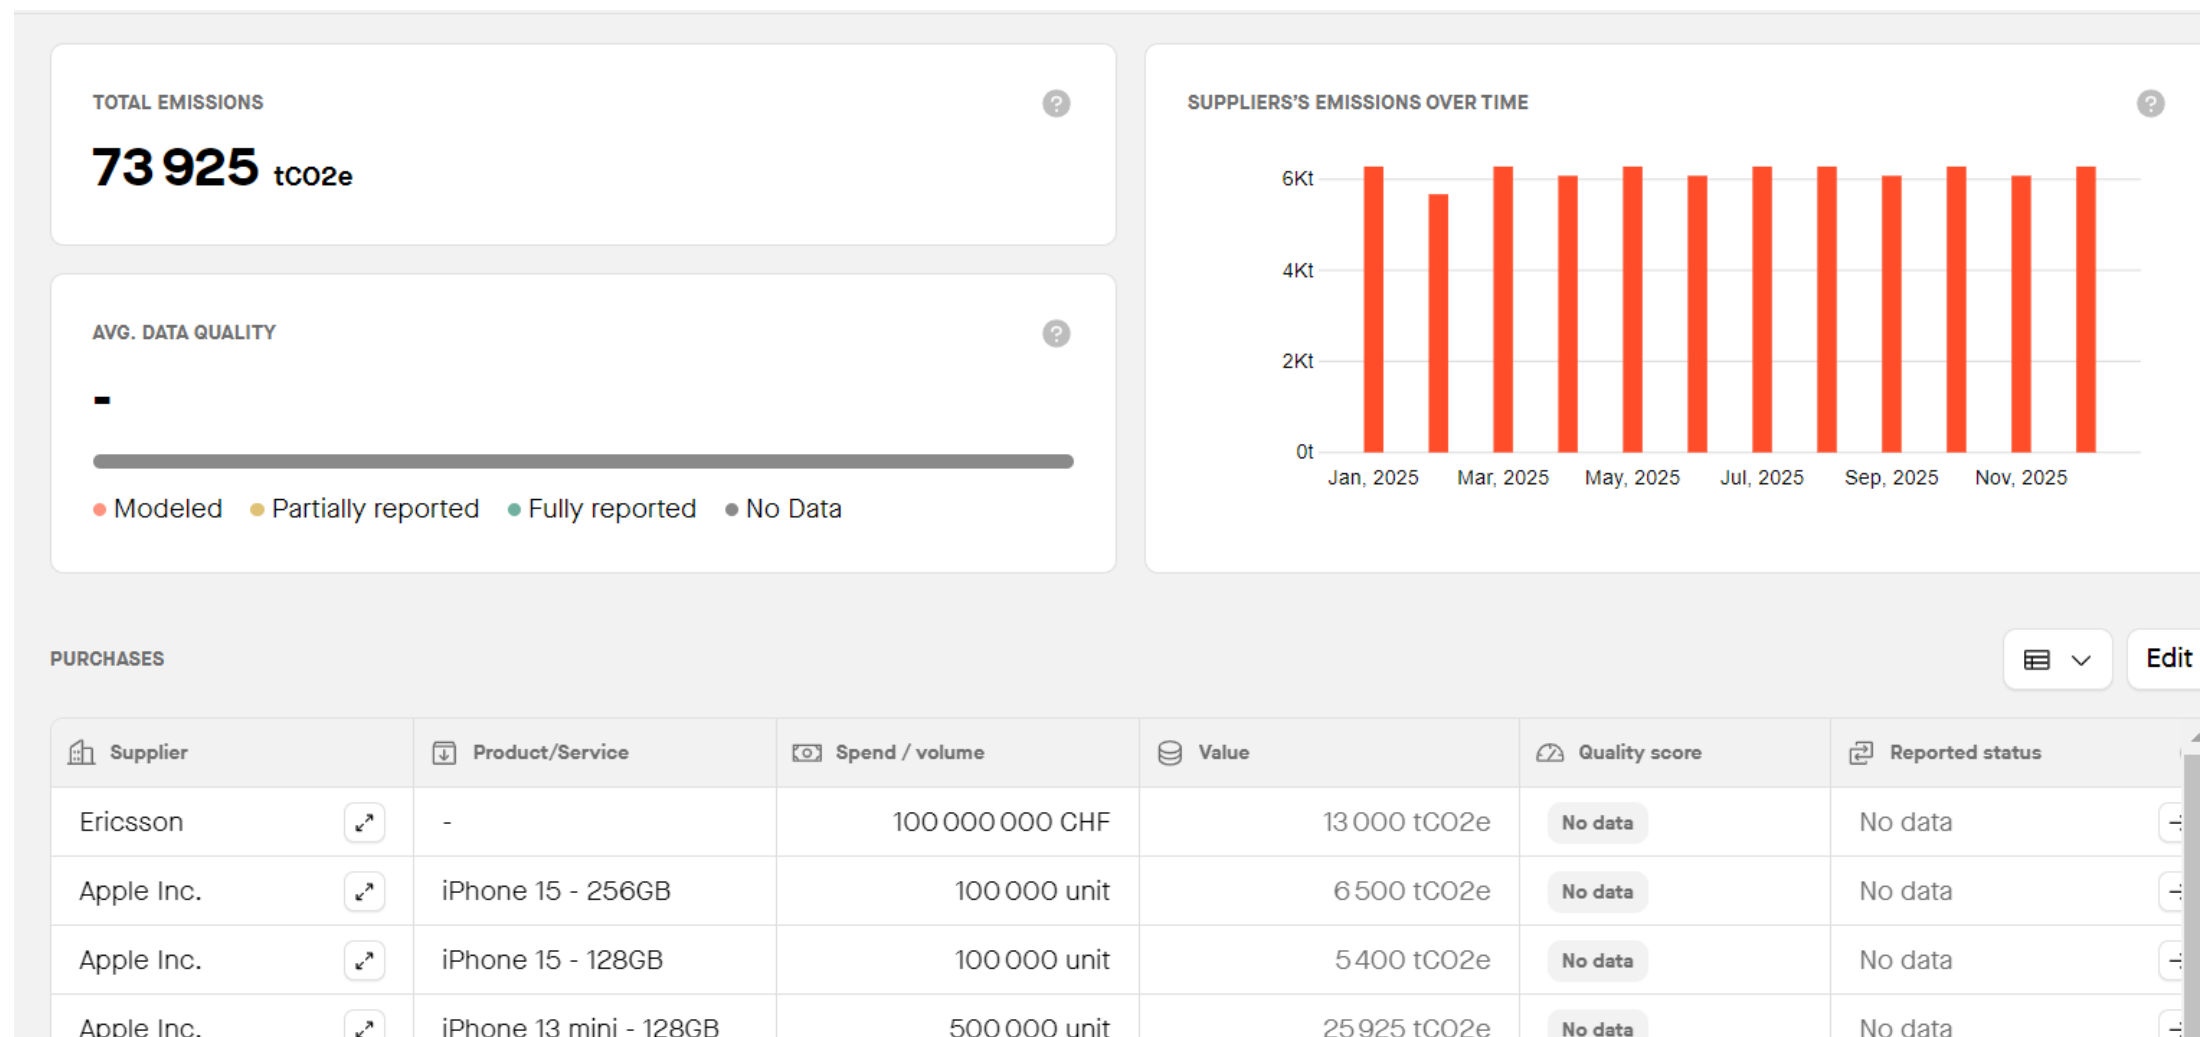 TOTAL EMISSIONS
73 925 tCO2e
AVG. DATA QUALITY
-
Modeled Partially reported Fully reported No Data
SUPPLIERS'S EMISSIONS OVER TIME
6Kt
4Kt
2Kt
0t
Jan, 2025 Mar, 2025 May, 2025 Jul, 2025 Sep, 2025 Nov, 2025
PURCHASES
Edit
Supplier Product/Service Spend / volume Value Quality score Reported status
Ericsson - 100 000 000 CHF 13 000 tCO2e No data No data
Apple Inc. iPhone 15 - 256GB 100 000 unit 6 500 tCO2e No data No data
Apple Inc. iPhone 15 - 128GB 100 000 unit 5 400 tCO2e No data No data
Apple Inc. iPhone 13 mini - 128GB 500 000 unit 25 925 tCO2e No data No data